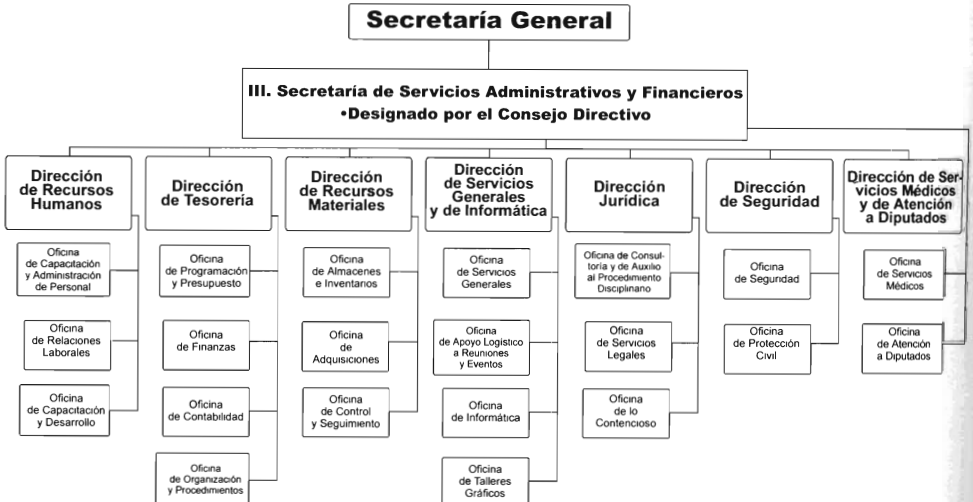 Secretaría General
III. Secretaría de Servicios Administrativos y Financieros
•Designado por el Consejo Directivo
Dirección
de Recursos
Humanos
Dirección
de Tesorería
Dirección
de Recursos
Materiales
Dirección
de Servicios
Generales
y de Informática
Dirección
Jurídica
Dirección
de Seguridad
Dirección de Ser-
vicios Médicos
y de Atención
a Diputados
Oficina
de Capacitación
y Administración
de Personal
Oficina
de Programación
y Presupuesto
Oficina
de Almacenes
e Inventarios
Oficina
de Servicios
Generales
Oficina de Consul-
toría y de Auxilio
al Procedimiento
Disciplinario
Oficina
de Seguridad
Oficina
de Servicios
Médicos
Oficina
de Relaciones
Laborales
Oficina
de Finanzas
Oficina
de
Adquisiciones
Oficina
de Apoyo Logístico
a Reuniones
y Eventos
Oficina
de Servicios
Legales
Oficina
de Protección
Civil
Oficina
de Atención
a Diputados
Oficina
de Capacitación
y Desarrollo
Oficina
de Contabilidad
Oficina
de Control
y Seguimiento
Oficina
de Informática
Oficina
de lo
Contencioso
Oficina
de Organización
y Procedimientos
Oficina
de Talleres
Gráficos